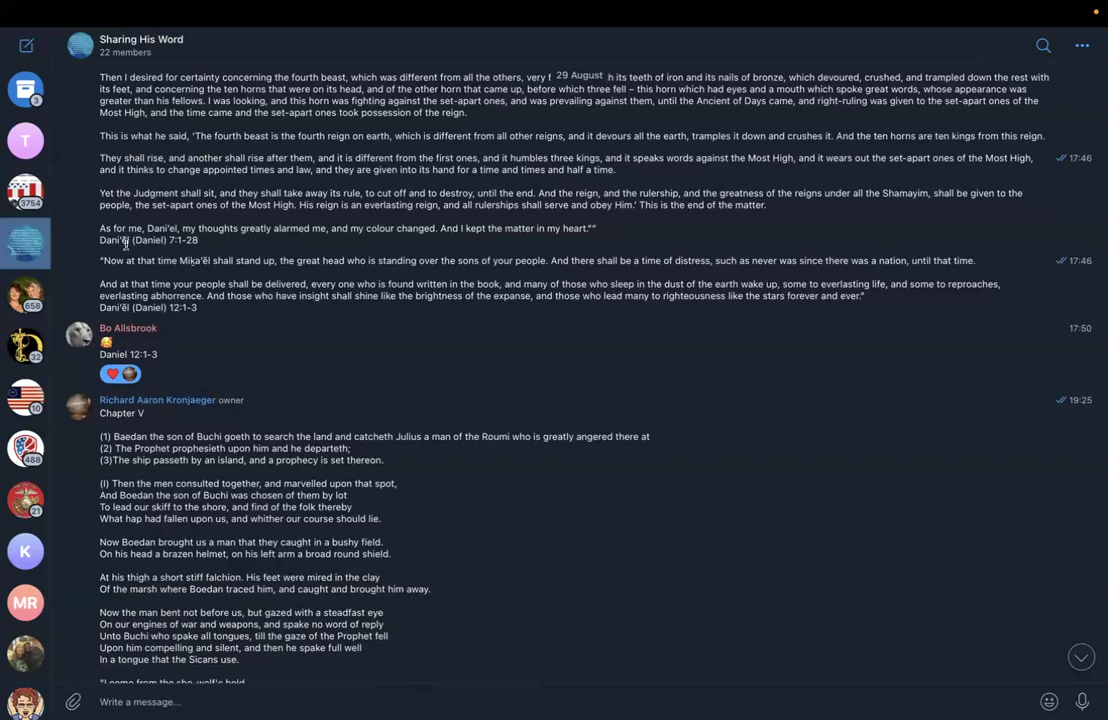 Sharing His Word
22 members
29 August
Then I desired for certainty concerning the fourth beast, which was different from all the others, very f h its teeth of iron and its nails of bronze, which devoured, crushed, and trampled down the rest with
its feet, and concerning the ten horns that were on its head, and of the other horn that came up, before which three fell – this horn which had eyes and a mouth which spoke great words, whose appearance was
greater than his fellows. I was looking, and this horn was fighting against the set-apart ones, and was prevailing against them, until the Ancient of Days came, and right-ruling was given to the set-apart ones of the
Most High, and the time came and the set-apart ones took possession of the reign.
This is what he said, ‘The fourth beast is the fourth reign on earth, which is different from all other reigns, and it devours all the earth, tramples it down and crushes it. And the ten horns are ten kings from this reign.
They shall rise, and another shall rise after them, and it is different from the first ones, and it humbles three kings, and it speaks words against the Most High, and it wears out the set-apart ones of the Most High,
and it thinks to change appointed times and law, and they are given into its hand for a time and times and half a time.
17:46
Yet the Judgment shall sit, and they shall take away its rule, to cut off and to destroy, until the end. And the reign, and the rulership, and the greatness of the reigns under all the Shamayim, shall be given to the
people, the set-apart ones of the Most High. His reign is an everlasting reign, and all rulerships shall serve and obey Him.’ This is the end of the matter.
As for me, Dani’el, my thoughts greatly alarmed me, and my colour changed. And I kept the matter in my heart.”“
Dani’ĕl (Daniel) 7:1-28
“Now at that time Miḵa’ĕl shall stand up, the great head who is standing over the sons of your people. And there shall be a time of distress, such as never was since there was a nation, until that time.
17:46
And at that time your people shall be delivered, every one who is found written in the book, and many of those who sleep in the dust of the earth wake up, some to everlasting life, and some to reproaches,
everlasting abhorrence. And those who have insight shall shine like the brightness of the expanse, and those who lead many to righteousness like the stars forever and ever.”
Dani’ĕl (Daniel) 12:1-3
Bo Allsbrook
17:50
🥰
Daniel 12:1-3
Richard Aaron Kronjaeger owner
19:25
Chapter V
(1) Baedan the son of Buchi goeth to search the land and catcheth Julius a man of the Roumi who is greatly angered there at
(2) The Prophet prophesieth upon him and he departeth;
(3)The ship passeth by an island, and a prophecy is set thereon.
(I) Then the men consulted together, and marvelled upon that spot,
And Boedan the son of Buchi was chosen of them by lot
To lead our skiff to the shore, and find of the folk thereby
What hap had fallen upon us, and whither our course should lie.
Now Boedan brought us a man that they caught in a bushy field.
On his head a brazen helmet, on his left arm a broad round shield.
At his thigh a short stiff falchion. His feet were mired in the clay
Of the marsh where Boedan traced him, and caught and brought him away.
Now the man bent not before us, but gazed with a steadfast eye
On our engines of war and weapons, and spake no word of reply
Unto Buchi who spake all tongues, till the gaze of the Prophet fell
Upon him compelling and silent, and then he spake full well
In a tongue that the Sicans use.
"I come from the she-wolf's hold
Write a message...
3
T
3754
658
32
10
488
21
K
MR